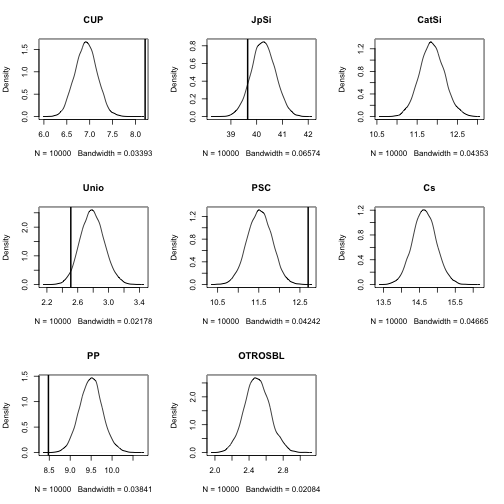 CUP JpSi CatSi
Density 0.0 0.5 1.0 1.5
6.0 6.5 7.0 7.5 8.0
N = 10000 Bandwidth = 0.03393
Density 0.0 0.2 0.4 0.6 0.8
39 40 41 42
N = 10000 Bandwidth = 0.06574
Density 0.0 0.4 0.8 1.2
10.5 11.5 12.5
N = 10000 Bandwidth = 0.04353
Unio PSC Cs
Density 0.0 1.0 2.0
2.2 2.6 3.0 3.4
N = 10000 Bandwidth = 0.02178
Density 0.0 0.4 0.8 1.2
10.5 11.5 12.5
N = 10000 Bandwidth = 0.04242
Density 0.0 0.4 0.8 1.2
13.5 14.5 15.5
N = 10000 Bandwidth = 0.04665
PP OTROSBL
Density 0.0 0.5 1.0 1.5
8.5 9.0 9.5 10.0
N = 10000 Bandwidth = 0.03841
Density 0.0 1.0 2.0
2.0 2.4 2.8
N = 10000 Bandwidth = 0.02084